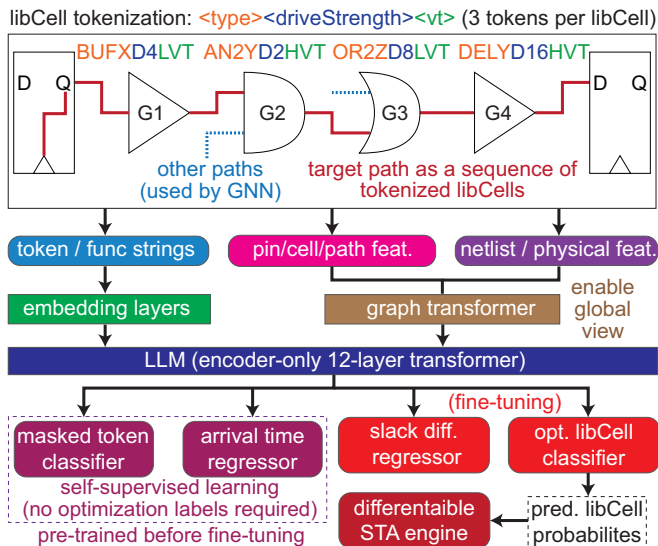 libCell tokenization: <type><driveStrength><vt> (3 tokens per libCell)
BUFXD4LVT AN2YD2HVT OR2ZD8LVT DELYD16HVT
D Q G1 G2 G3 G4 D Q
other paths
(used by GNN)
target path as a sequence of
tokenized libCells
token / func strings
pin/cell/path feat.
netlist / physical feat.
embedding layers
graph transformer
enable
global
view
LLM (encoder-only 12-layer transformer)
(fine-tuning)
masked token
classifier
arrival time
regressor
slack diff.
regressor
opt. libCell
classifier
self-supervised learning
(no optimization labels required)
pre-trained before fine-tuning
differentaible
STA engine
pred. libCell
probabilites